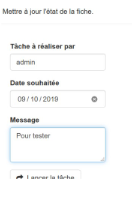 Mettre à jour l'état de la fiche.
Tâche à réaliser par
admin
Date souhaitée
09 / 10 / 2019
Message
Pour tester
Lancer la tâche